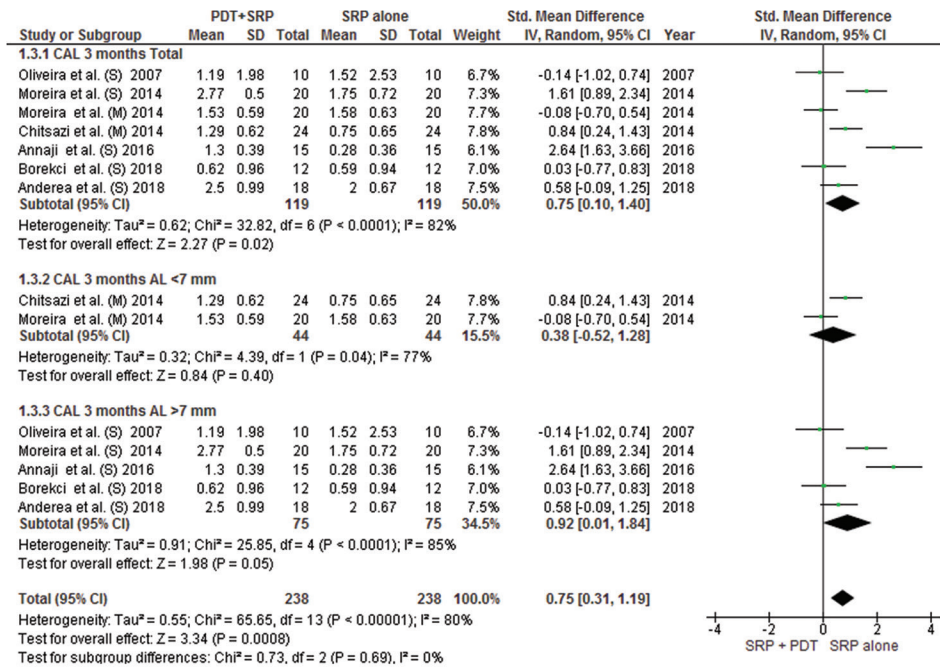 PDT+SRP SRP alone Std. Mean Difference Std. Mean Difference
Study or Subgroup Mean SD Total Mean SD Total Weight IV, Random, 95% CI Year IV, Random, 95% CI
1.3.1 CAL 3 months Total
Oliveira et al. (S) 2007 1.19 1.98 10 1.52 2.53 10 6.7% -0.14 [-1.02, 0.74] 2007
Moreira et al. (S) 2014 2.77 0.5 20 1.75 0.72 20 7.3% 1.61 [0.89, 2.34] 2014
Moreira et al. (M) 2014 1.53 0.59 20 1.58 0.63 20 7.7% -0.08 [-0.70, 0.54] 2014
Chitsazi et al. (M) 2014 1.29 0.62 24 0.75 0.65 24 7.8% 0.84 [0.24, 1.43] 2014
Annaji et al. (S) 2016 1.3 0.39 15 0.28 0.36 15 6.1% 2.64 [1.63, 3.66] 2016
Borekci et al. (S) 2018 0.62 0.96 12 0.59 0.94 12 7.0% 0.03 [-0.77, 0.83] 2018
Anderea et al. (S) 2018 2.5 0.99 18 2 0.67 18 7.5% 0.58 [-0.09, 1.25] 2018
Subtotal (95% CI) 119 119 50.0% 0.75 [0.10, 1.40]
Heterogeneity: Tau² = 0.62; Chi² = 32.82, df = 6 (P < 0.0001); I² = 82%
Test for overall effect: Z = 2.27 (P = 0.02)
1.3.2 CAL 3 months AL <7 mm
Chitsazi et al. (M) 2014 1.29 0.62 24 0.75 0.65 24 7.8% 0.84 [0.24, 1.43] 2014
Moreira et al. (M) 2014 1.53 0.59 20 1.58 0.63 20 7.7% -0.08 [-0.70, 0.54] 2014
Subtotal (95% CI) 44 44 15.5% 0.38 [-0.52, 1.28]
Heterogeneity: Tau² = 0.32; Chi² = 4.39, df = 1 (P = 0.04); I² = 77%
Test for overall effect: Z = 0.84 (P = 0.40)
1.3.3 CAL 3 months AL >7 mm
Oliveira et al. (S) 2007 1.19 1.98 10 1.52 2.53 10 6.7% -0.14 [-1.02, 0.74] 2007
Moreira et al. (S) 2014 2.77 0.5 20 1.75 0.72 20 7.3% 1.61 [0.89, 2.34] 2014
Annaji et al. (S) 2016 1.3 0.39 15 0.28 0.36 15 6.1% 2.64 [1.63, 3.66] 2016
Borekci et al. (S) 2018 0.62 0.96 12 0.59 0.94 12 7.0% 0.03 [-0.77, 0.83] 2018
Anderea et al. (S) 2018 2.5 0.99 18 2 0.67 18 7.5% 0.58 [-0.09, 1.25] 2018
Subtotal (95% CI) 75 75 34.5% 0.92 [0.01, 1.84]
Heterogeneity: Tau² = 0.91; Chi² = 25.85, df = 4 (P < 0.0001); I² = 85%
Test for overall effect: Z = 1.98 (P = 0.05)
Total (95% CI) 238 238 100.0% 0.75 [0.31, 1.19]
Heterogeneity: Tau² = 0.55; Chi² = 65.65, df = 13 (P < 0.00001); I² = 80%
Test for overall effect: Z = 3.34 (P = 0.0008)
Test for subgroup differences: Chi² = 0.73, df = 2 (P = 0.69), I² = 0%
-4 -2 0 2 4
SRP + PDT SRP alone